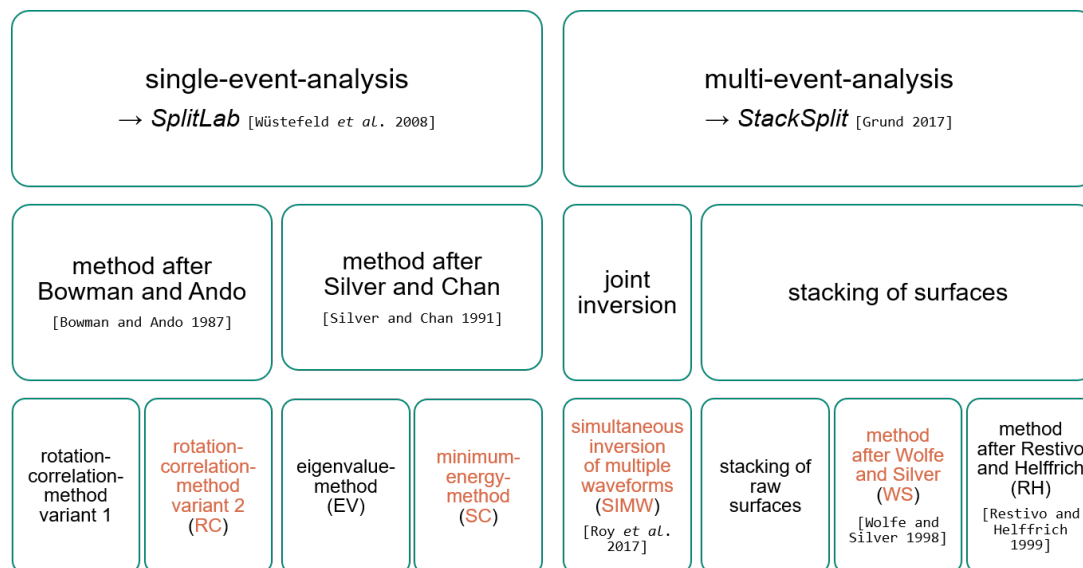 single-event-analysis
→ SplitLab [Wüstefeld et al. 2008]
multi-event-analysis
→ StackSplit [Grund 2017]
method after
Bowman and Ando
[Bowman and Ando 1987]
method after
Silver and Chan
[Silver and Chan 1991]
joint
inversion
stacking of surfaces
rotation-
correlation-
method
variant 1
rotation-
correlation-
method
variant 2
(RC)
eigenvalue-
method
(EV)
minimum-
energy-
method
(SC)
simultaneous
inversion
of multiple
waveforms
(SIMW)
[Roy et al.
2017]
stacking of
raw
surfaces
method
after Wolfe
and Silver
(WS)
[Wolfe and
Silver 1998]
method
after Restivo
and Helffrich
(RH)
[Restivo and
Helffrich
1999]